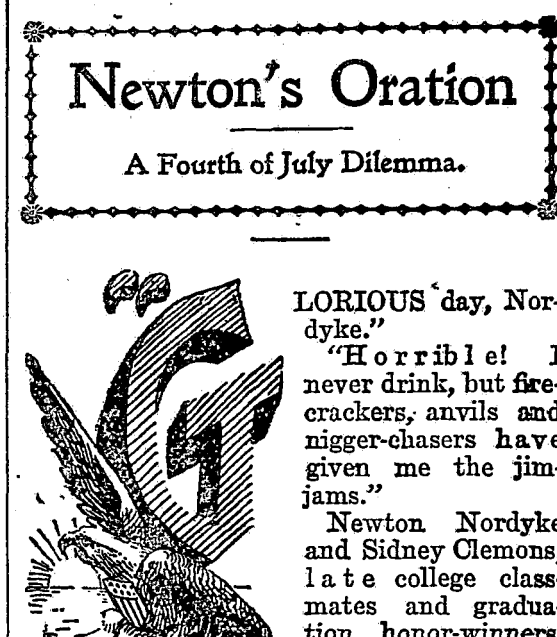 Newton's Oration
A Fourth of July Dilemma.
"GLORIOUS day, Nor-
dyke."
"Horrible! I
never drink, but fire-
crackers, anvils and
nigger-chasers have
given me the jim-
jams."
Newton Nordyke
and Sidney Clemons,
late college class-
mates and gradua-
tion honor-winners